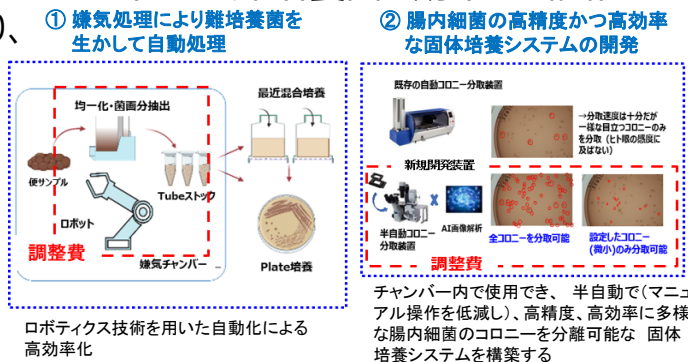 )、
① 嫌気処理により難培養菌を
生かして自動処理
均一化・菌画分抽出
便サンプル
ロボット
Tubeストック
調整費
嫌気チャンバー
最近混合培養
Plate培養
ロボティクス技術を用いた自動化による
高効率化
② 腸内細菌の高精度かつ高効率
な固体培養システムの開発
既存の自動コロニー分取装置
→分取速度は十分だが
一様な目立つコロニーのみ
を分取（ヒト眼の感度に
及ばない）
新規開発装置
X
半自動コロニー
分取装置
AI画像解析
全コロニーを分取可能
設定したコロニー
(微小)のみ分取可能
調整費
チャンバー内で使用でき、 半自動で(マニュ
アル操作を低減し)、高精度、高効率に多様
な腸内細菌のコロニーを分離可能な 固体
培養システムを構築する